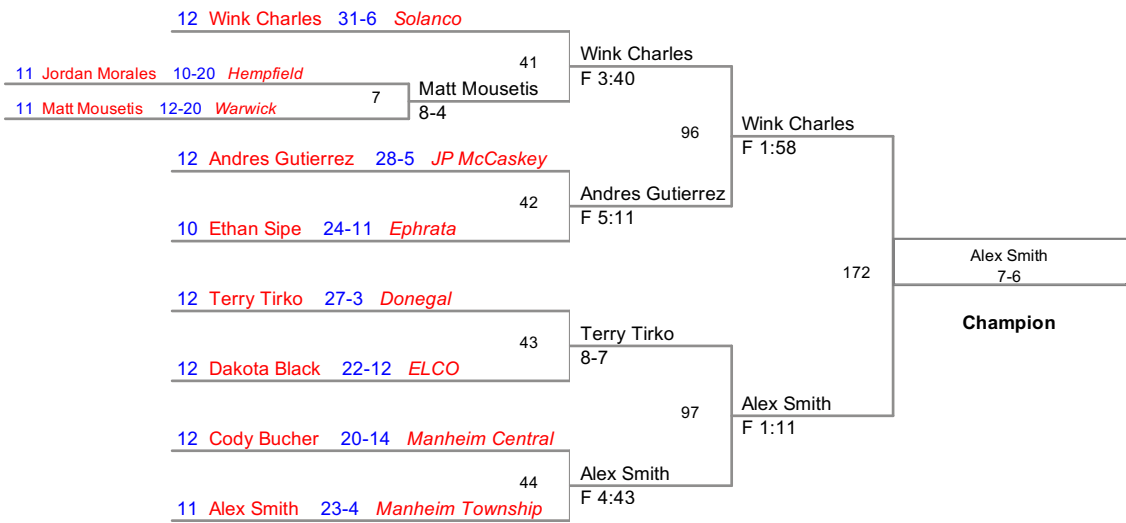 12 Wink Charles 31-6 Solanco
41
Wink Charles
F 3:40
11 Jordan Morales 10-20 Hempfield
7
Matt Mousetis
8-4
11 Matt Mousetis 12-20 Warwick
96
Wink Charles
F 1:58
12 Andres Gutierrez 28-5 JP McCaskey
42
Andres Gutierrez
F 5:11
10 Ethan Sipe 24-11 Ephrata
172
Alex Smith
7-6
Champion
12 Terry Tirko 27-3 Donegal
43
Terry Tirko
8-7
12 Dakota Black 22-12 ELCO
97
Alex Smith
F 1:11
12 Cody Bucher 20-14 Manheim Central
44
Alex Smith
F 4:43
11 Alex Smith 23-4 Manheim Township